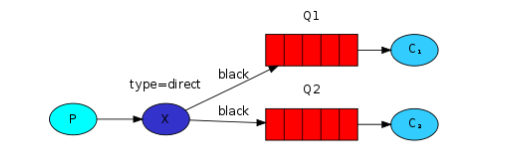 Q1
C₁
black
type=direct
Q2
black
P
X
C₂